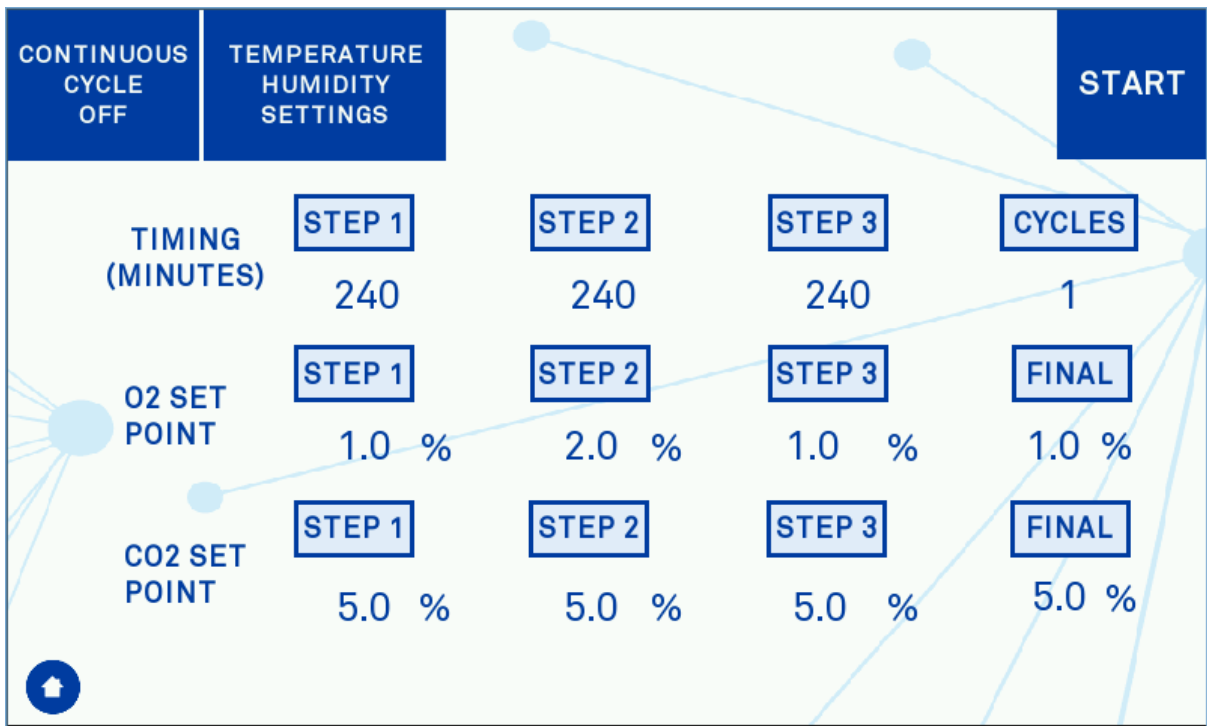 CONTINUOUS
CYCLE
OFF
TEMPERATURE
HUMIDITY
SETTINGS
START
TIMING
(MINUTES)
STEP 1 STEP 2 STEP 3 CYCLES
240 240 240 1
O2 SET
POINT
STEP 1 STEP 2 STEP 3 FINAL
1.0 % 2.0 % 1.0 % 1.0 %
CO2 SET
POINT
STEP 1 STEP 2 STEP 3 FINAL
5.0 % 5.0 % 5.0 % 5.0 %